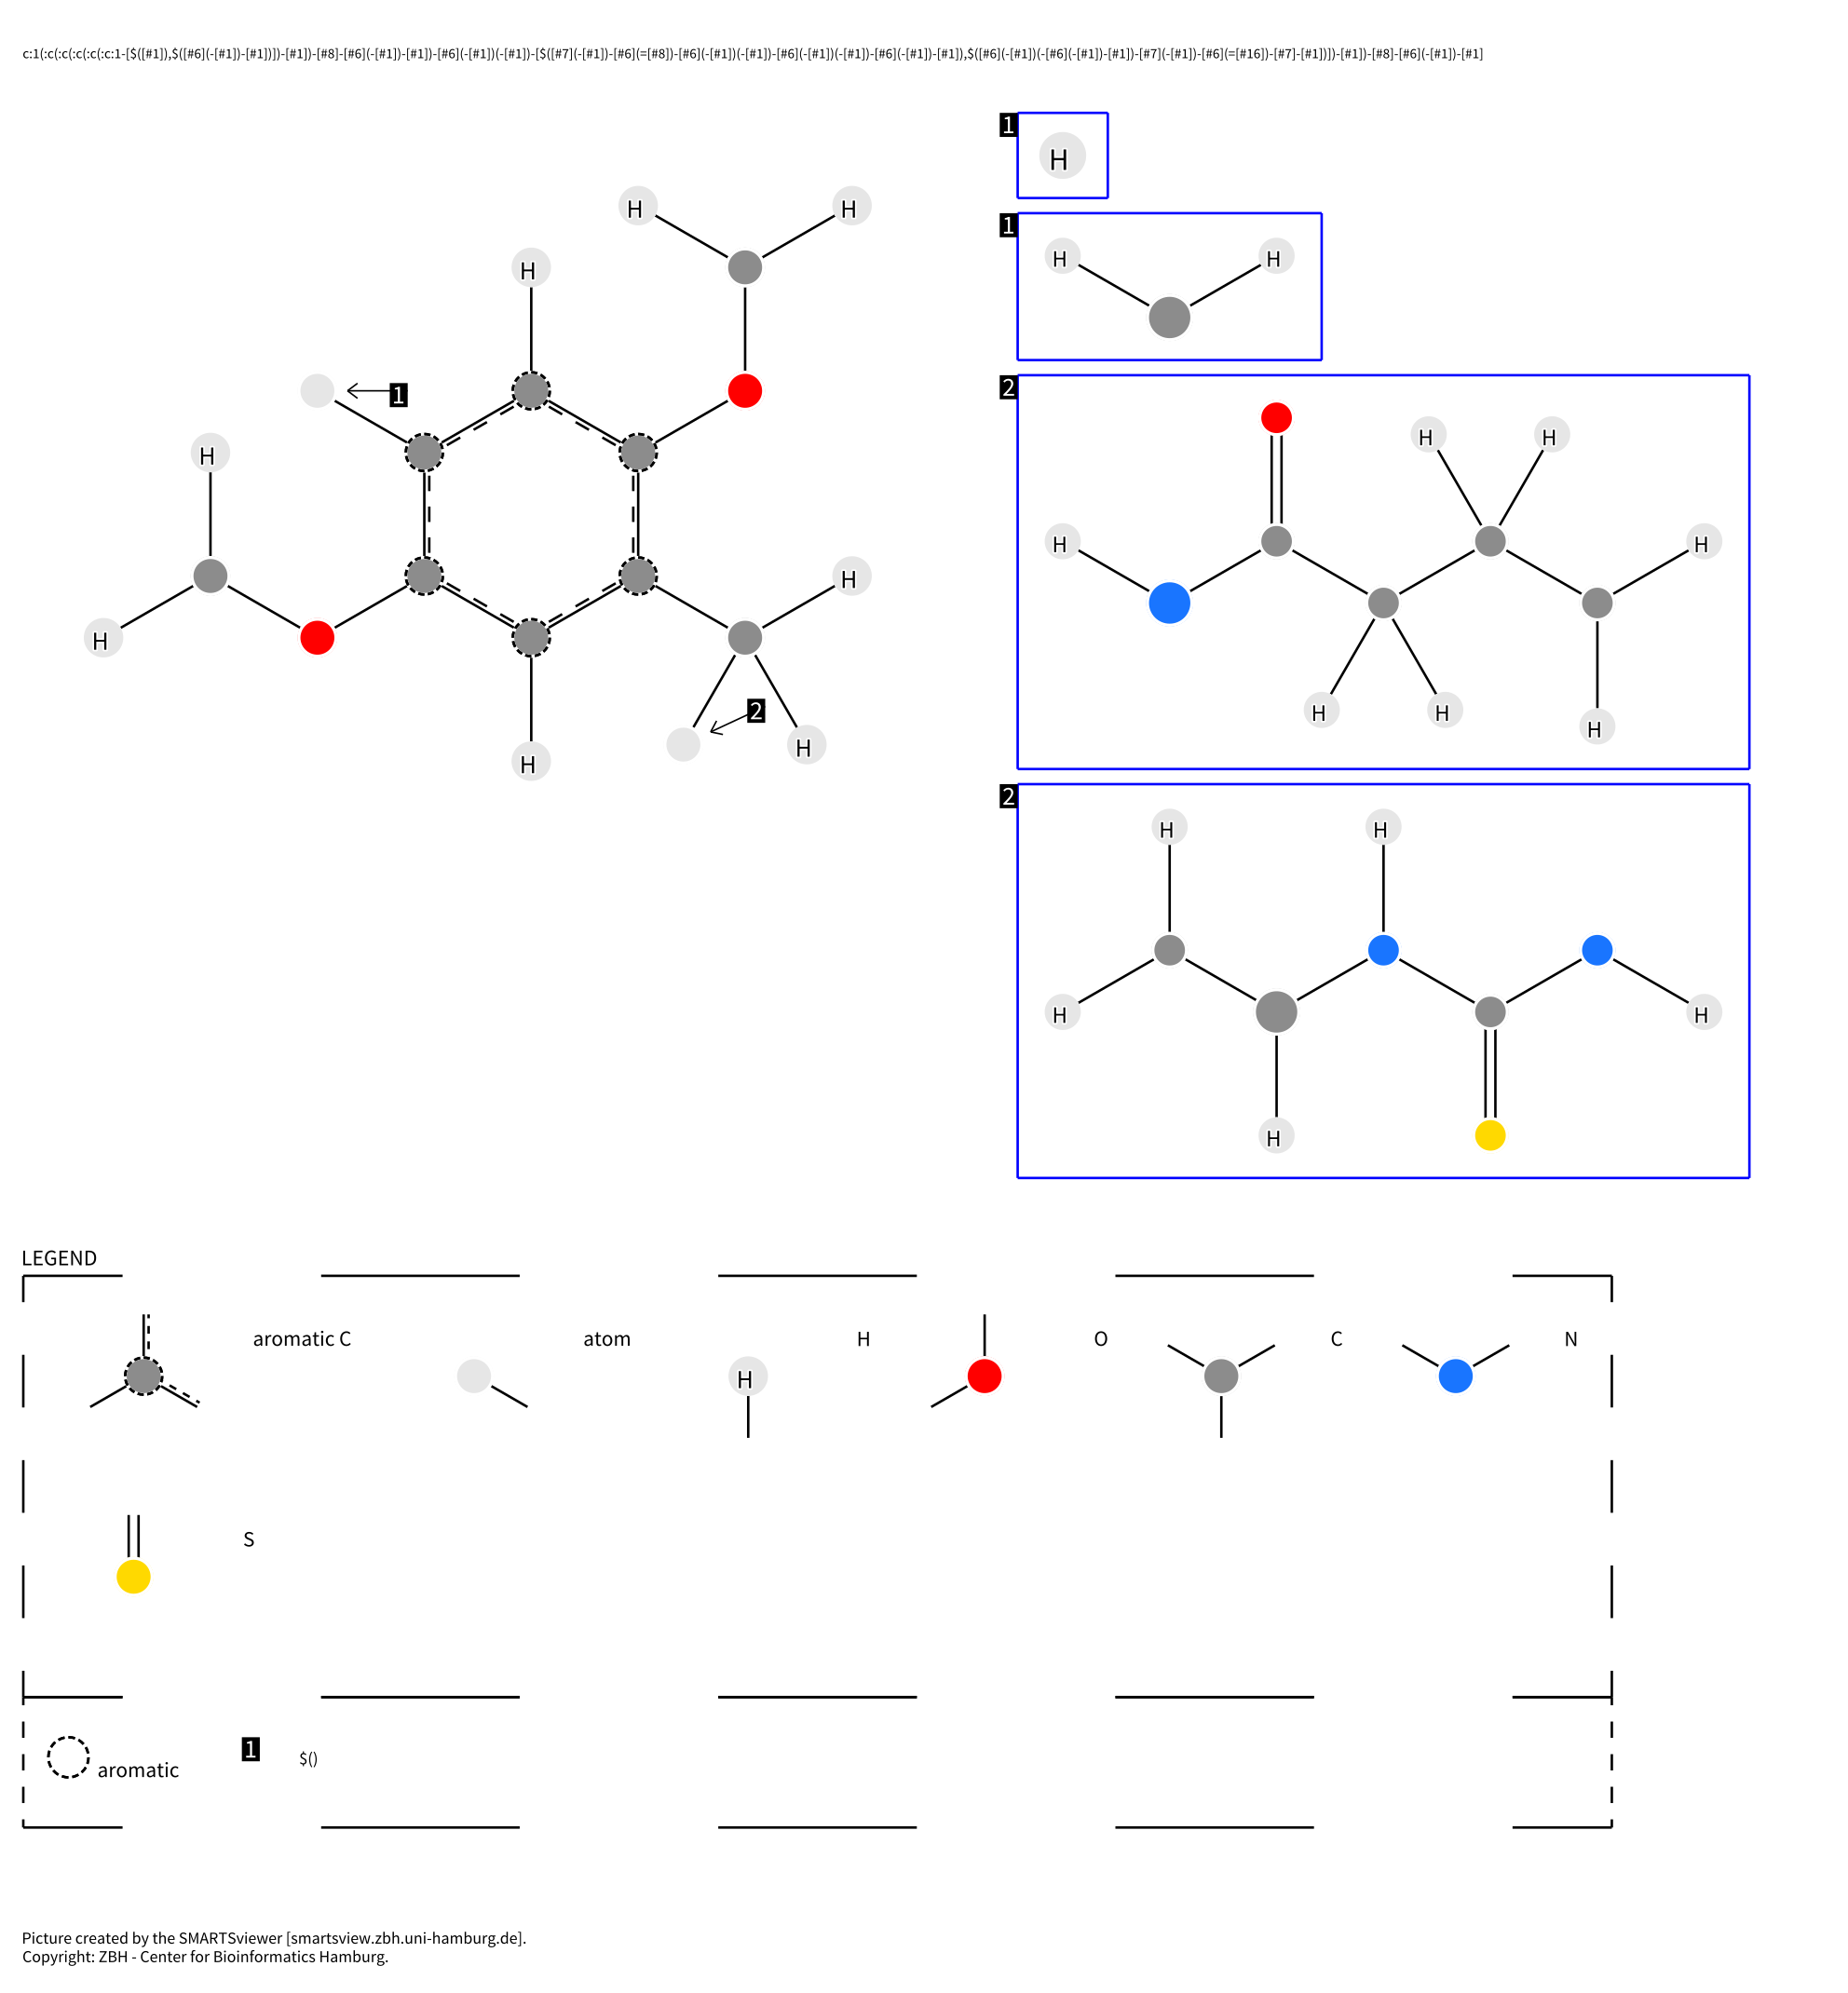 c:1(:c(:c(:c(:c(:c:1-[$([#1]),$([#6](-[#1])-[#1])])-[#1])-[#8]-[#6](-[#1])-[#1])-[#6](-[#1])(-[#1])-[$([#7](-[#1])-[#6](=[#8])-[#6](-[#1])(-[#1])-[#6](-[#1])(-[#1])-[#6](-[#1])-[#1]),$([#6](-[#1])(-[#6](-[#1])-[#1])-[#7](-[#1])-[#6](=[#16])-[#7]-[#1])])-[#1])-[#8]-[#6](-[#1])-[#1]
1
H
1
H H
H H
H
1
H
H
H
2
H
H
2
H H
H H
H H
H
2
H H
H H
H
LEGEND
aromatic C atom H H O C N
S
aromatic 1 $()
Picture created by the SMARTSviewer [smartsview.zbh.uni-hamburg.de].
Copyright: ZBH - Center for Bioinformatics Hamburg.